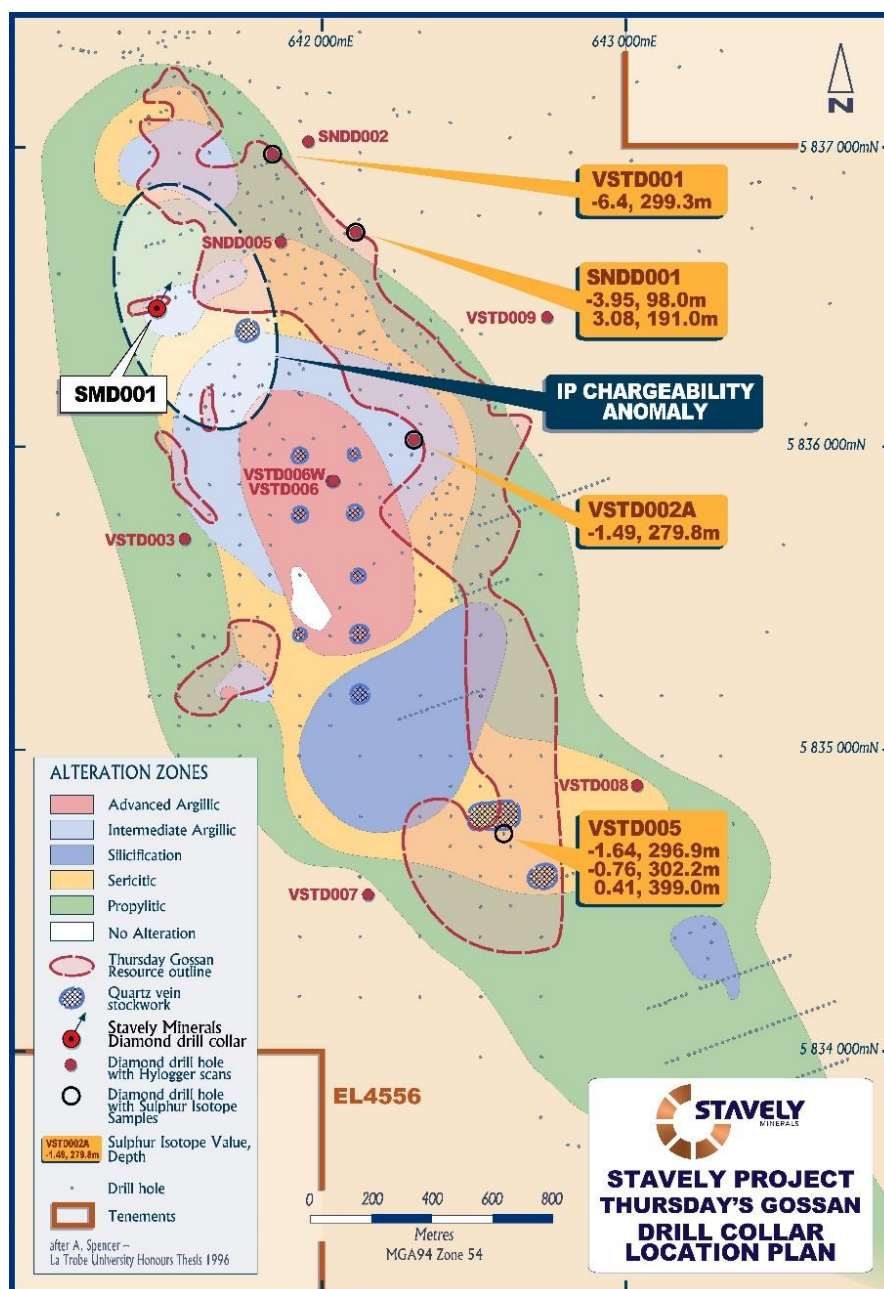 642 000mE
643 000mE
N
5 837 000mN
SNDD002
VSTD001
-6.4, 299.3m
SNDD005
SNDD001
-3.95, 98.0m
3.08, 191.0m
VSTD009
SMD001
IP CHARGEABILITY
ANOMALY
5 836 000mN
VSTD006W
VSTD006
VSTD002A
-1.49, 279.8m
VSTD003
5 835 000mN
VSTD008
VSTD005
-1.64, 296.9m
-0.76, 302.2m
0.41, 399.0m
VSTD007
ALTERATION ZONES
Advanced Argillic
Intermediate Argillic
Silicification
Sericitic
Propylitic
No Alteration
Thursday Gossan
Resource outline
Quartz vein
stockwork
Stavely Minerals
Diamond drill collar
Diamond drill hole
with Hylogger scans
Diamond drill hole
with Sulphur Isotope
Samples
VSTD002A
-1.49, 279.8m
Sulphur Isotope Value,
Depth
Drill hole
Tenements
after A. Spencer –
La Trobe University Honours Thesis 1996
5 834 000mN
EL4556
0 200 400 600 800
Metres
MGA94 Zone 54
STAVELY
MINERALS
STAVELY PROJECT
THURSDAY'S GOSSAN
DRILL COLLAR
LOCATION PLAN